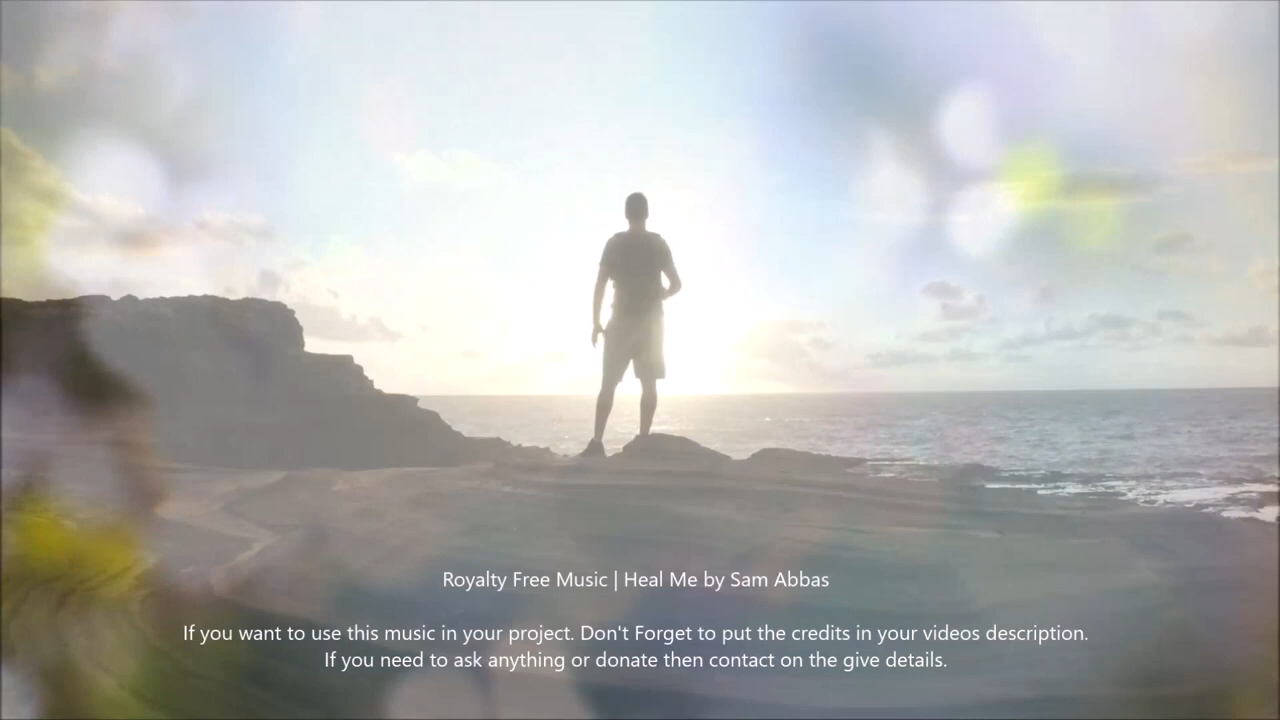 Royalty Free Music | Heal Me by Sam Abbas
If you want to use this music in your project. Don't Forget to put the credits in your videos description.
If you need to ask anything or donate then contact on the give details.